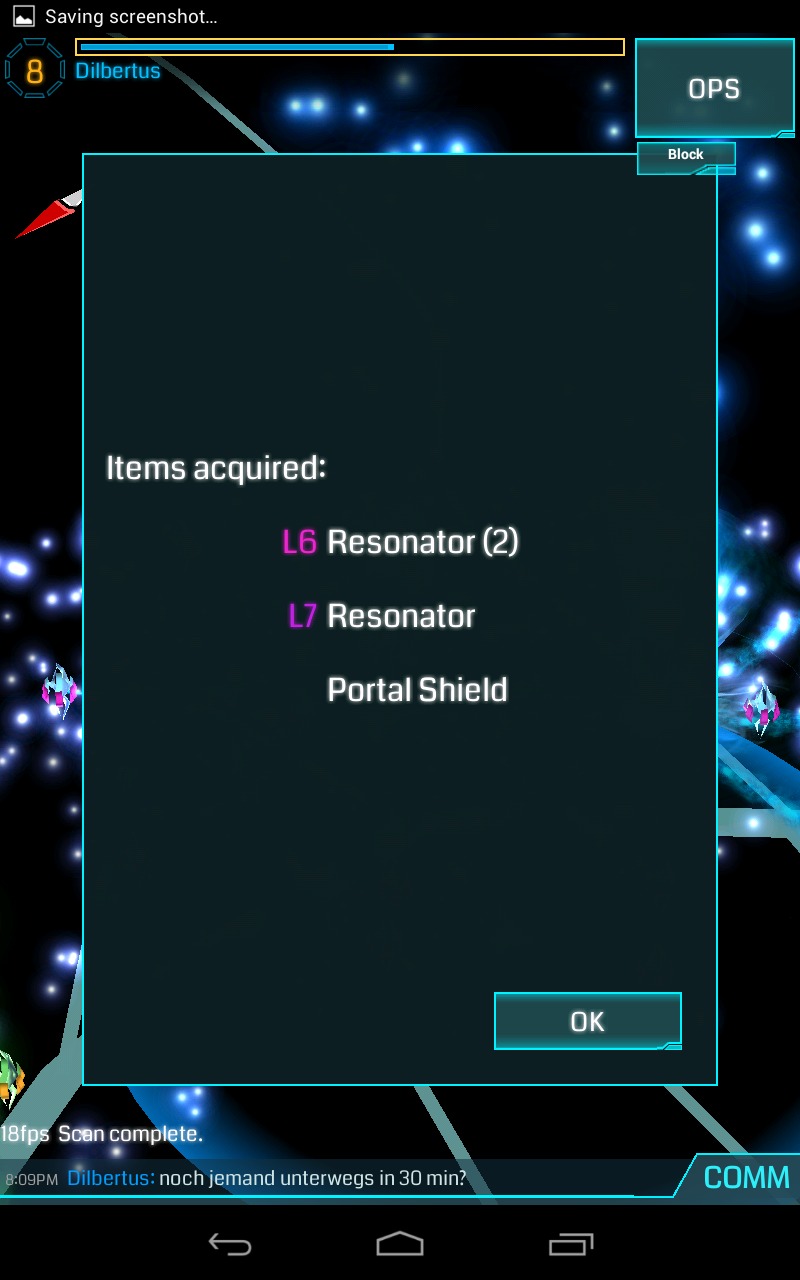 Saving screenshot...
8
Dilbertus
OPS
Block
Items acquired:
L6 Resonator (2)
L7 Resonator
Portal Shield
OK
18fps Scan complete.
8:09PM Dilbertus: noch jemand unterwegs in 30 min?
COMM